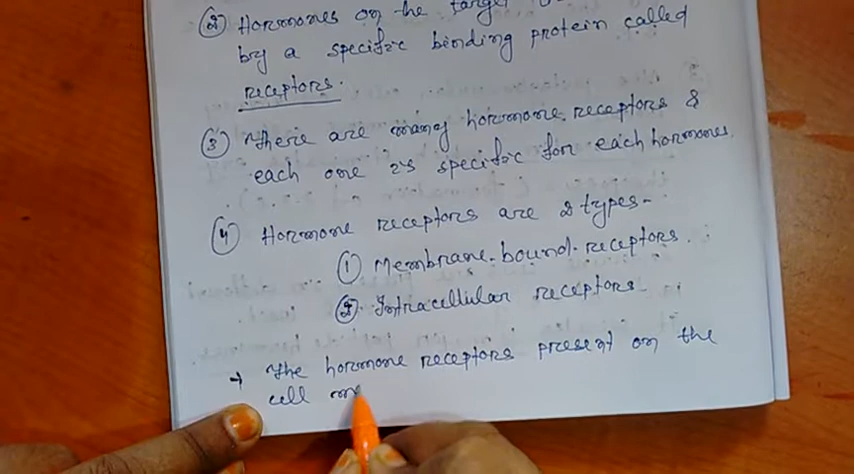 ② Hormones on the target
by a specific binding protein called
receptors.
③ There are many hormone receptors &
each one is specific for each hormones.
④ Hormone receptors are 2 types-
① Membrane-bound-receptors.
② Intracellular receptors-
→ The hormone receptors present on the
cell me